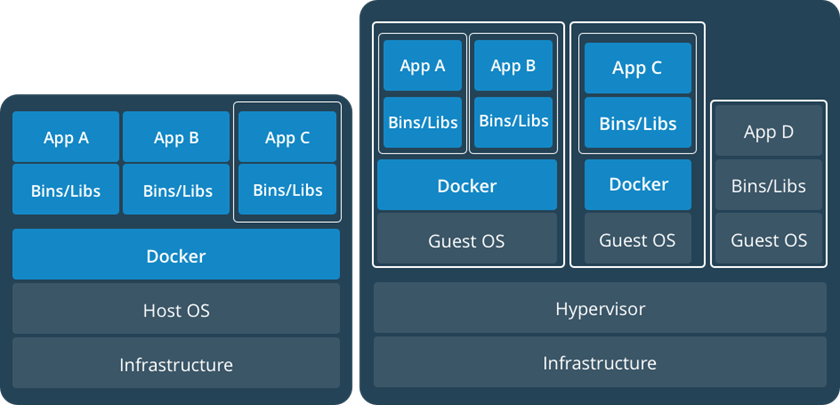 App A
App B
App C
Bins/Libs
Bins/Libs
Bins/Libs
Docker
Host OS
Infrastructure
App A
App B
Bins/Libs
Bins/Libs
Docker
Guest OS
App C
Bins/Libs
Docker
Guest OS
App D
Bins/Libs
Guest OS
Hypervisor
Infrastructure